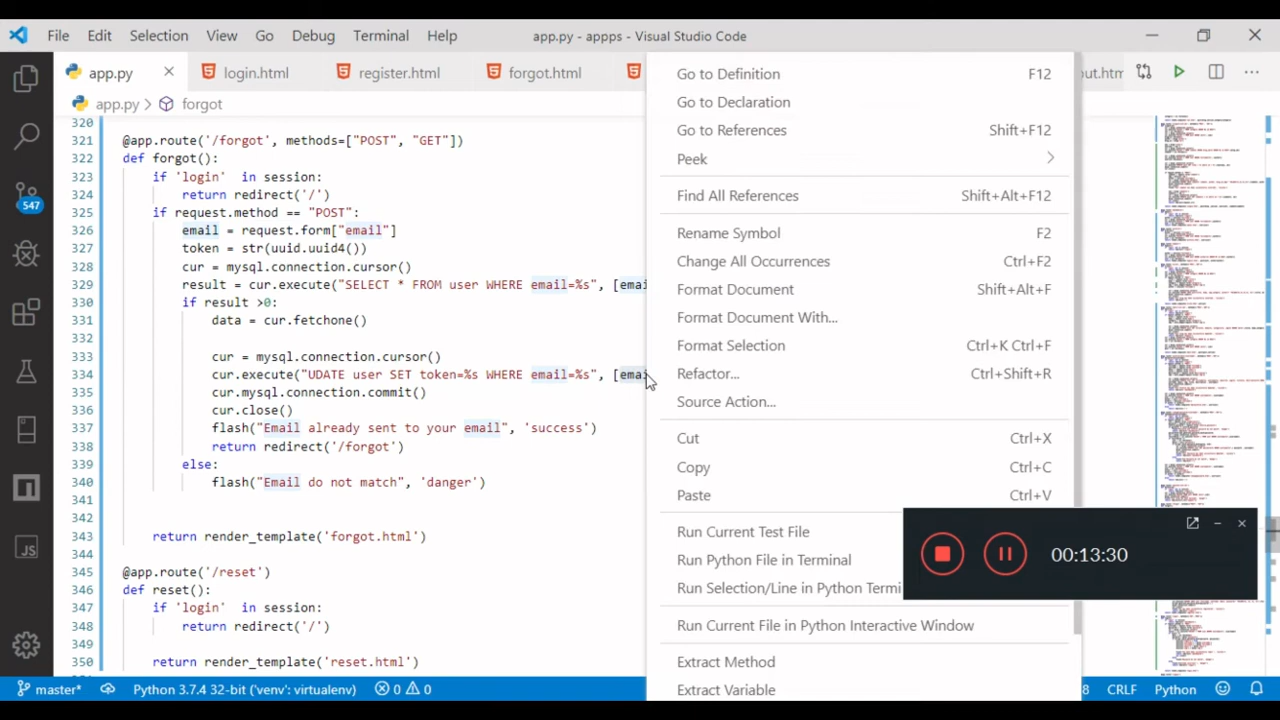 File Edit Selection View Go Debug Terminal Help
app.py - appps - Visual Studio Code
app.py login.html register.html forgot.html
app.py > forgot
320
321 @app.route('/forgot', methods=["POST", "GET"])
322 def forgot():
323 if 'login' in session:
324 return redirect('/')
325 if request.method == "POST":
326 email = request.form["email"]
327 token = str(uuid.uuid4())
328 cur = mysql.connection.cursor()
329 result = cur.execute("SELECT * FROM user WHERE email=%s", [emai
330 if result >0:
331 = cur.fetchone()
332
333 cur = mysql.connection.cursor()
334 cur.execute("UPDATE user SET token=%s WHERE email=%s", [emai
335 mysql.connection.commit()
336 cur.close()
337 flash("Email already sent to your email", 'success')
338 return redirect('/forgot')
339 else:
340 flash("Email do not match", 'danger')
341
342
343 return render_template('forgot.html')
344
345 @app.route('/reset')
346 def reset():
347 if 'login' in session:
348 return redirect('/')
349
350 return render_template('reset.html')
Go to Definition F12
Go to Declaration
Go to References Shift+F12
Peek
Find All References Shift+Alt+F12
Rename Symbol F2
Change All Occurrences Ctrl+F2
Format Document Shift+Alt+F
Format Document With...
Format Selection Ctrl+K Ctrl+F
Refactor... Ctrl+Shift+R
Source Action...
Cut Ctrl+X
Copy Ctrl+C
Paste Ctrl+V
Run Current Test File
Run Python File in Terminal
Run Selection/Line in Python Termi
Run Current File in Python Interactive Window
Extract Method
Extract Variable
00:13:30
547
master* Python 3.7.4 32-bit ('venv': virtualenv) 0 0 8 CRLF Python